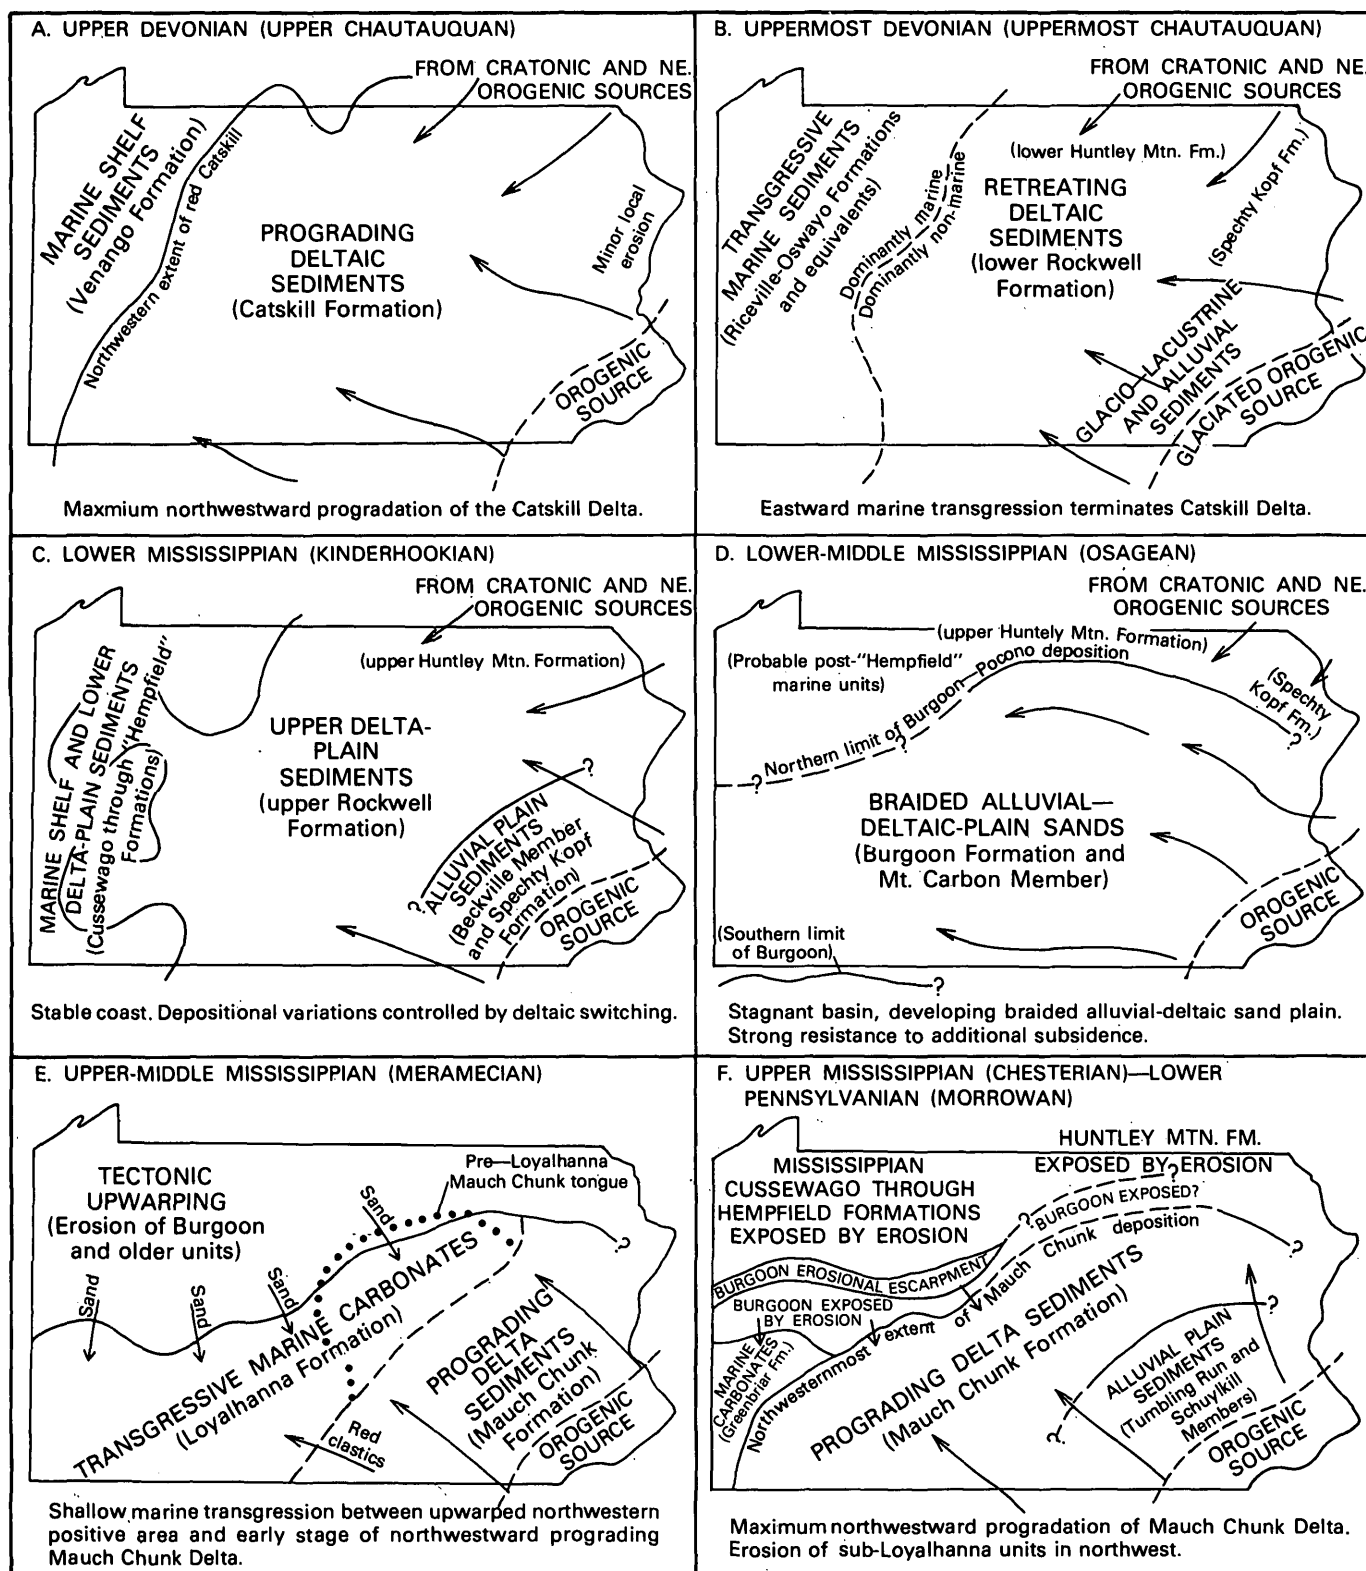 A. UPPER DEVONIAN (UPPER CHAUTAUQUAN)
FROM CRATONIC AND NE.
OROGENIC SOURCES
MARINE SHELF
SEDIMENTS
(Venango Formation)
Northwestern extent of red Catskill
PROGRADING
DELTAIC
SEDIMENTS
(Catskill Formation)
Minor local
erosion
OROGENIC
SOURCE
Maxmium northwestward progradation of the Catskill Delta.
B. UPPERMOST DEVONIAN (UPPERMOST CHAUTAUQUAN)
FROM CRATONIC AND NE.
OROGENIC SOURCES
TRANSGRESSIVE
MARINE SEDIMENTS
(Riceville-Oswayo Formations
and equivalents)
Dominantly marine
Dominantly non-marine
(lower Huntley Mtn. Fm.)
RETREATING
DELTAIC
SEDIMENTS
(lower Rockwell
Formation)
(Spechty Kopf Fm.)
GLACIO—LACUSTRINE
AND ALLUVIAL
SEDIMENTS
GLACIATED OROGENIC
SOURCE
Eastward marine transgression terminates Catskill Delta.
C. LOWER MISSISSIPPIAN (KINDERHOOKIAN)
FROM CRATONIC AND NE.
OROGENIC SOURCES
(upper Huntley Mtn. Formation)
MARINE SHELF AND LOWER
DELTA-PLAIN SEDIMENTS
(Cussewago through "Hempfield"
Formations)
UPPER DELTA-
PLAIN
SEDIMENTS
(upper Rockwell
Formation)
?
?
ALLUVIAL PLAIN
SEDIMENTS
(Beckville Member
and Spechty Kopf
Formation)
OROGENIC
SOURCE
Stable coast. Depositional variations controlled by deltaic switching.
D. LOWER-MIDDLE MISSISSIPPIAN (OSAGEAN)
FROM CRATONIC AND NE.
OROGENIC SOURCES
(upper Huntely Mtn. Formation)
(Probable post-"Hempfield"
marine units)
Northern limit of Burgoon—Pocono deposition
?
?
?
(Spechty
Kopf Fm.)
BRAIDED ALLUVIAL—
DELTAIC-PLAIN SANDS
(Burgoon Formation and
Mt. Carbon Member)
(Southern limit
of Burgoon)
?
OROGENIC
SOURCE
Stagnant basin, developing braided alluvial-deltaic sand plain.
Strong resistance to additional subsidence.
E. UPPER-MIDDLE MISSISSIPPIAN (MERAMECIAN)
TECTONIC
UPWARPING
(Erosion of Burgoon
and older units)
Pre—Loyalhanna
Mauch Chunk tongue
Sand
Sand
Sand
Sand
?
TRANSGRESSIVE MARINE CARBONATES
(Loyalhanna Formation)
PROGRADING
DELTA
SEDIMENTS
(Mauch Chunk
Formation)
Red
clastics
OROGENIC
SOURCE
Shallow marine transgression between upwarped northwestern
positive area and early stage of northwestward prograding
Mauch Chunk Delta.
F. UPPER MISSISSIPPIAN (CHESTERIAN)—LOWER
PENNSYLVANIAN (MORROWAN)
HUNTLEY MTN. FM.
EXPOSED BY EROSION
MISSISSIPPIAN
CUSSEWAGO THROUGH
HEMPFIELD FORMATIONS
EXPOSED BY EROSION
?
?
BURGOON EXPOSED?
BURGOON EROSIONAL ESCARPMENT
BURGOON EXPOSED
BY EROSION
MARINE
CARBONATES
(Greenbriar Fm.)
Northwesternmost extent of Mauch Chunk deposition
?
PROGRADING DELTA SEDIMENTS
(Mauch Chunk Formation)
?
?
ALLUVIAL PLAIN
SEDIMENTS
(Tumbling Run and
Schuylkill
Members)
OROGENIC
SOURCE
Maximum northwestward progradation of Mauch Chunk Delta.
Erosion of sub-Loyalhanna units in northwest.